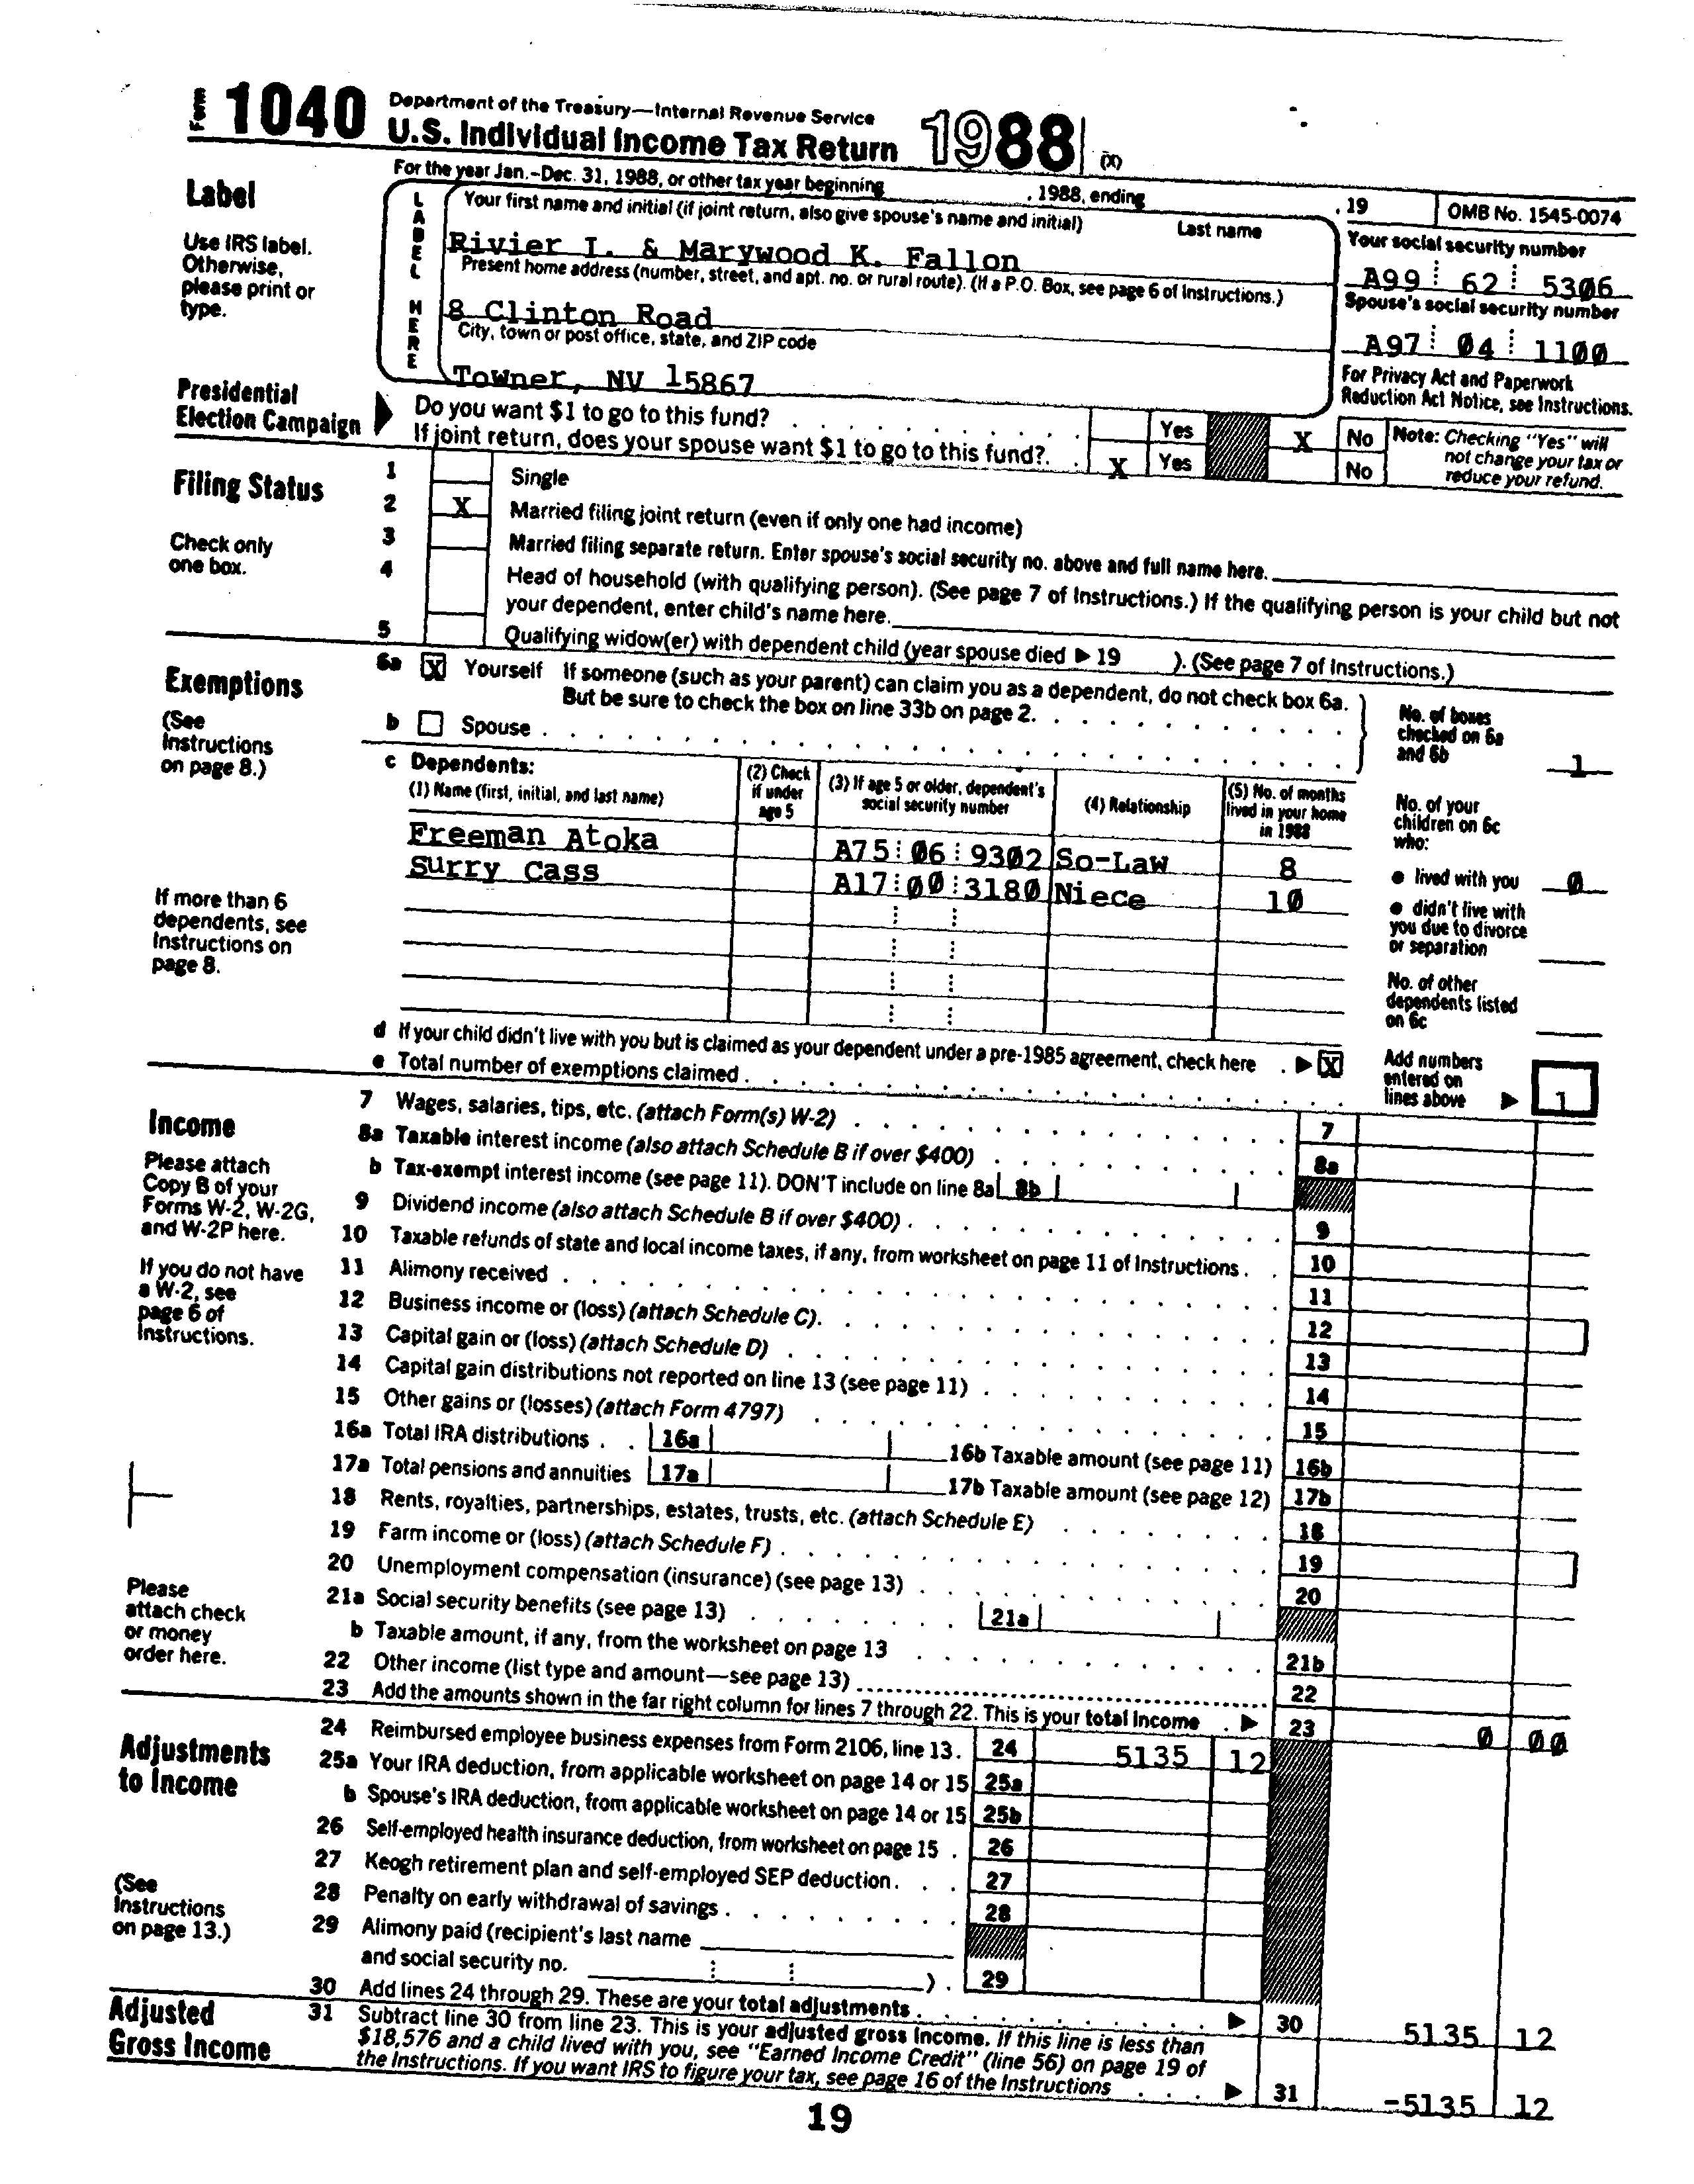 Form 1040 Department of the Treasury—Internal Revenue Service
U.S. Individual Income Tax Return 1988 (X)
For the year Jan.-Dec. 31, 1988, or other tax year beginning , 1988, ending , 19 OMB No. 1545-0074
Label
Use IRS label. Otherwise, please print or type.
LABEL HERE
Your first name and initial (if joint return, also give spouse's name and initial) Last name
Rivier I. & Marywood K. Fallon
Your social security number
A99 62 5306
Present home address (number, street, and apt. no. or rural route). (If a P.O. Box, see page 6 of Instructions.)
8 Clinton Road
Spouse's social security number
A97 04 1100
City, town or post office, state, and ZIP code
Towner, NV 15867
For Privacy Act and Paperwork Reduction Act Notice, see Instructions.
Presidential Election Campaign
Do you want $1 to go to this fund? . . . . . . . . . Yes X No
If joint return, does your spouse want $1 to go to this fund?. . X Yes No
Note: Checking "Yes" will not change your tax or reduce your refund.
Filing Status
Check only one box.
1 Single
2 X Married filing joint return (even if only one had income)
3 Married filing separate return. Enter spouse's social security no. above and full name here.
4 Head of household (with qualifying person). (See page 7 of Instructions.) If the qualifying person is your child but not
your dependent, enter child's name here.
5 Qualifying widow(er) with dependent child (year spouse died ▶ 19 ). (See page 7 of Instructions.)
Exemptions
(See Instructions on page 8.)
6a X Yourself If someone (such as your parent) can claim you as a dependent, do not check box 6a.
But be sure to check the box on line 33b on page 2.
b Spouse
No. of boxes checked on 6a and 6b 1
c Dependents:
(1) Name (first, initial, and last name) (2) Check if under age 5 (3) If age 5 or older, dependent's social security number (4) Relationship (5) No. of months lived in your home in 1988
Freeman Atoka A75 06 9302 So-Law 8
Surry Cass A17 00 3180 Niece 10
If more than 6 dependents, see Instructions on page 8.
No. of your children on 6c who:
● lived with you 0
● didn't live with you due to divorce or separation
No. of other dependents listed on 6c
d If your child didn't live with you but is claimed as your dependent under a pre-1985 agreement, check here . ▶ X
e Total number of exemptions claimed
Add numbers entered on lines above ▶ 1
Income
Please attach Copy B of your Forms W-2, W-2G, and W-2P here.
If you do not have a W-2, see page 6 of Instructions.
Please attach check or money order here.
7 Wages, salaries, tips, etc. (attach Form(s) W-2) 7
8a Taxable interest income (also attach Schedule B if over $400) 8a
b Tax-exempt interest income (see page 11). DON'T include on line 8a 8b
9 Dividend income (also attach Schedule B if over $400) 9
10 Taxable refunds of state and local income taxes, if any, from worksheet on page 11 of Instructions 10
11 Alimony received 11
12 Business income or (loss) (attach Schedule C). 12
13 Capital gain or (loss) (attach Schedule D) 13
14 Capital gain distributions not reported on line 13 (see page 11) 14
15 Other gains or (losses) (attach Form 4797) 15
16a Total IRA distributions 16a 16b Taxable amount (see page 11) 16b
17a Total pensions and annuities 17a 17b Taxable amount (see page 12) 17b
18 Rents, royalties, partnerships, estates, trusts, etc. (attach Schedule E) 18
19 Farm income or (loss) (attach Schedule F) 19
20 Unemployment compensation (insurance) (see page 13) 20
21a Social security benefits (see page 13) 21a
b Taxable amount, if any, from the worksheet on page 13 21b
22 Other income (list type and amount—see page 13) 22
23 Add the amounts shown in the far right column for lines 7 through 22. This is your total income . ▶ 23 0 00
Adjustments to Income
(See Instructions on page 13.)
24 Reimbursed employee business expenses from Form 2106, line 13. 24 5135 12
25a Your IRA deduction, from applicable worksheet on page 14 or 15 25a
b Spouse's IRA deduction, from applicable worksheet on page 14 or 15 25b
26 Self-employed health insurance deduction, from worksheet on page 15 . 26
27 Keogh retirement plan and self-employed SEP deduction 27
28 Penalty on early withdrawal of savings 28
29 Alimony paid (recipient's last name
and social security no. ) . 29
30 Add lines 24 through 29. These are your total adjustments ▶ 30 5135 12
Adjusted Gross Income
31 Subtract line 30 from line 23. This is your adjusted gross income. If this line is less than
$18,576 and a child lived with you, see "Earned Income Credit" (line 56) on page 19 of
the Instructions. If you want IRS to figure your tax, see page 16 of the Instructions ▶ 31 -5135 12
19